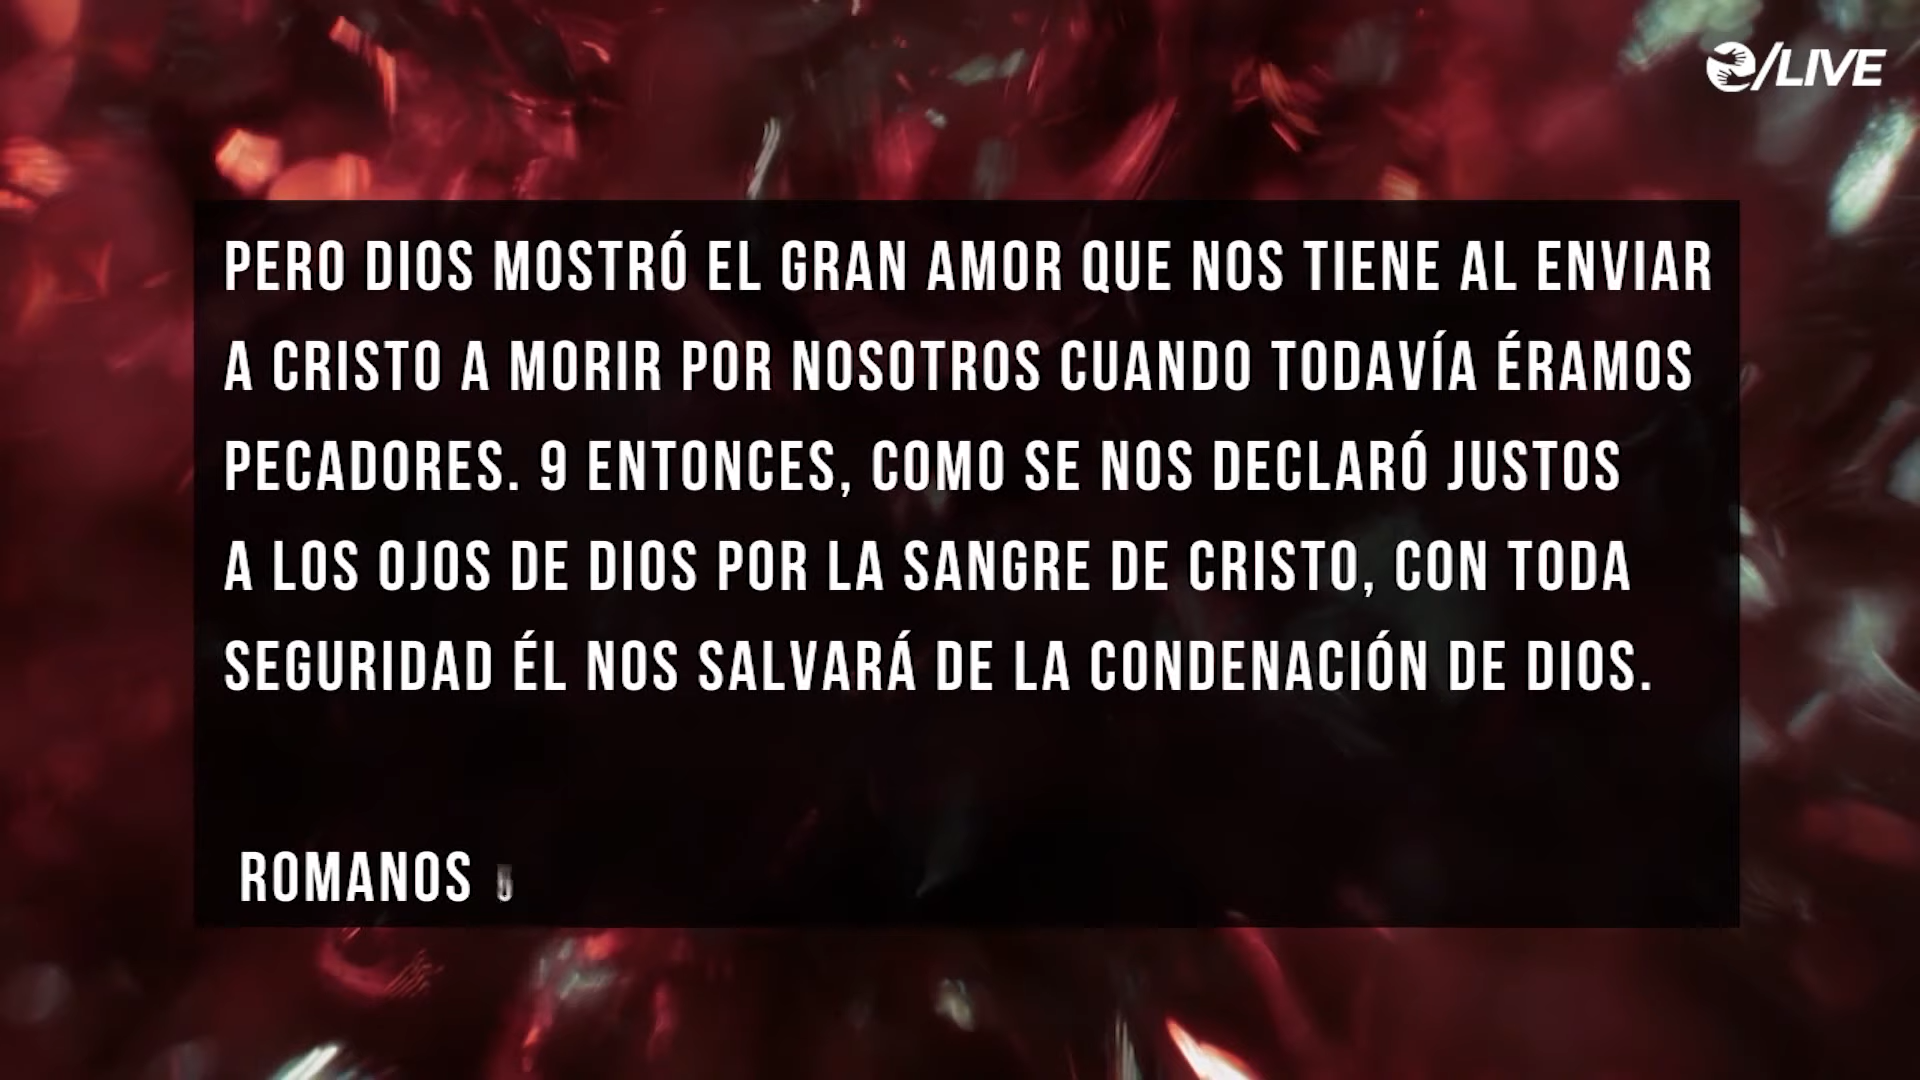 /LIVE
PERO DIOS MOSTRÓ EL GRAN AMOR QUE NOS TIENE AL ENVIAR
A CRISTO A MORIR POR NOSOTROS CUANDO TODAVÍA ÉRAMOS
PECADORES. 9 ENTONCES, COMO SE NOS DECLARÓ JUSTOS
A LOS OJOS DE DIOS POR LA SANGRE DE CRISTO, CON TODA
SEGURIDAD ÉL NOS SALVARÁ DE LA CONDENACIÓN DE DIOS.
ROMANOS